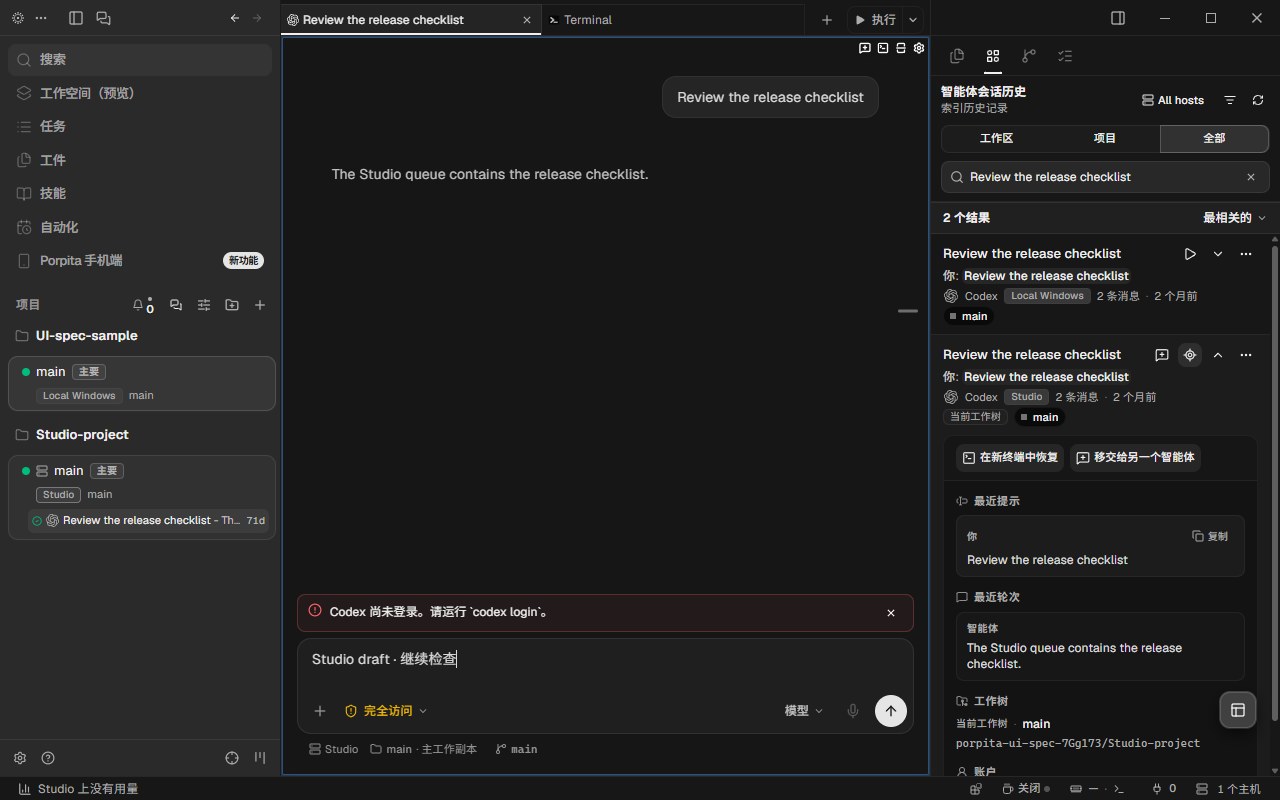 Review the release checklist
Terminal
执行
搜索
工作空间（预览）
任务
工件
技能
自动化
Porpita 手机端
新功能
项目
0
UI-spec-sample
main 主要
Local Windows main
Studio-project
main 主要
Studio main
Review the release checklist - Th... 71d
Review the release checklist
The Studio queue contains the release checklist.
Codex 尚未登录。请运行 `codex login`。
Studio draft · 继续检查
完全访问
模型
Studio main · 主工作副本 main
智能体会话历史
索引历史记录
All hosts
工作区 项目 全部
Review the release checklist
2 个结果
最相关的
Review the release checklist
你: Review the release checklist
Codex Local Windows 2 条消息 · 2 个月前
main
Review the release checklist
你: Review the release checklist
Codex Studio 2 条消息 · 2 个月前
当前工作树 main
在新终端中恢复 移交给另一个智能体
最近提示
你
复制
Review the release checklist
最近轮次
智能体
The Studio queue contains the release
checklist.
工作树
当前工作树 · main
porpita-ui-spec-7Gg173/Studio-project
账户
Studio 上没有用量
关闭
0
1 个主机